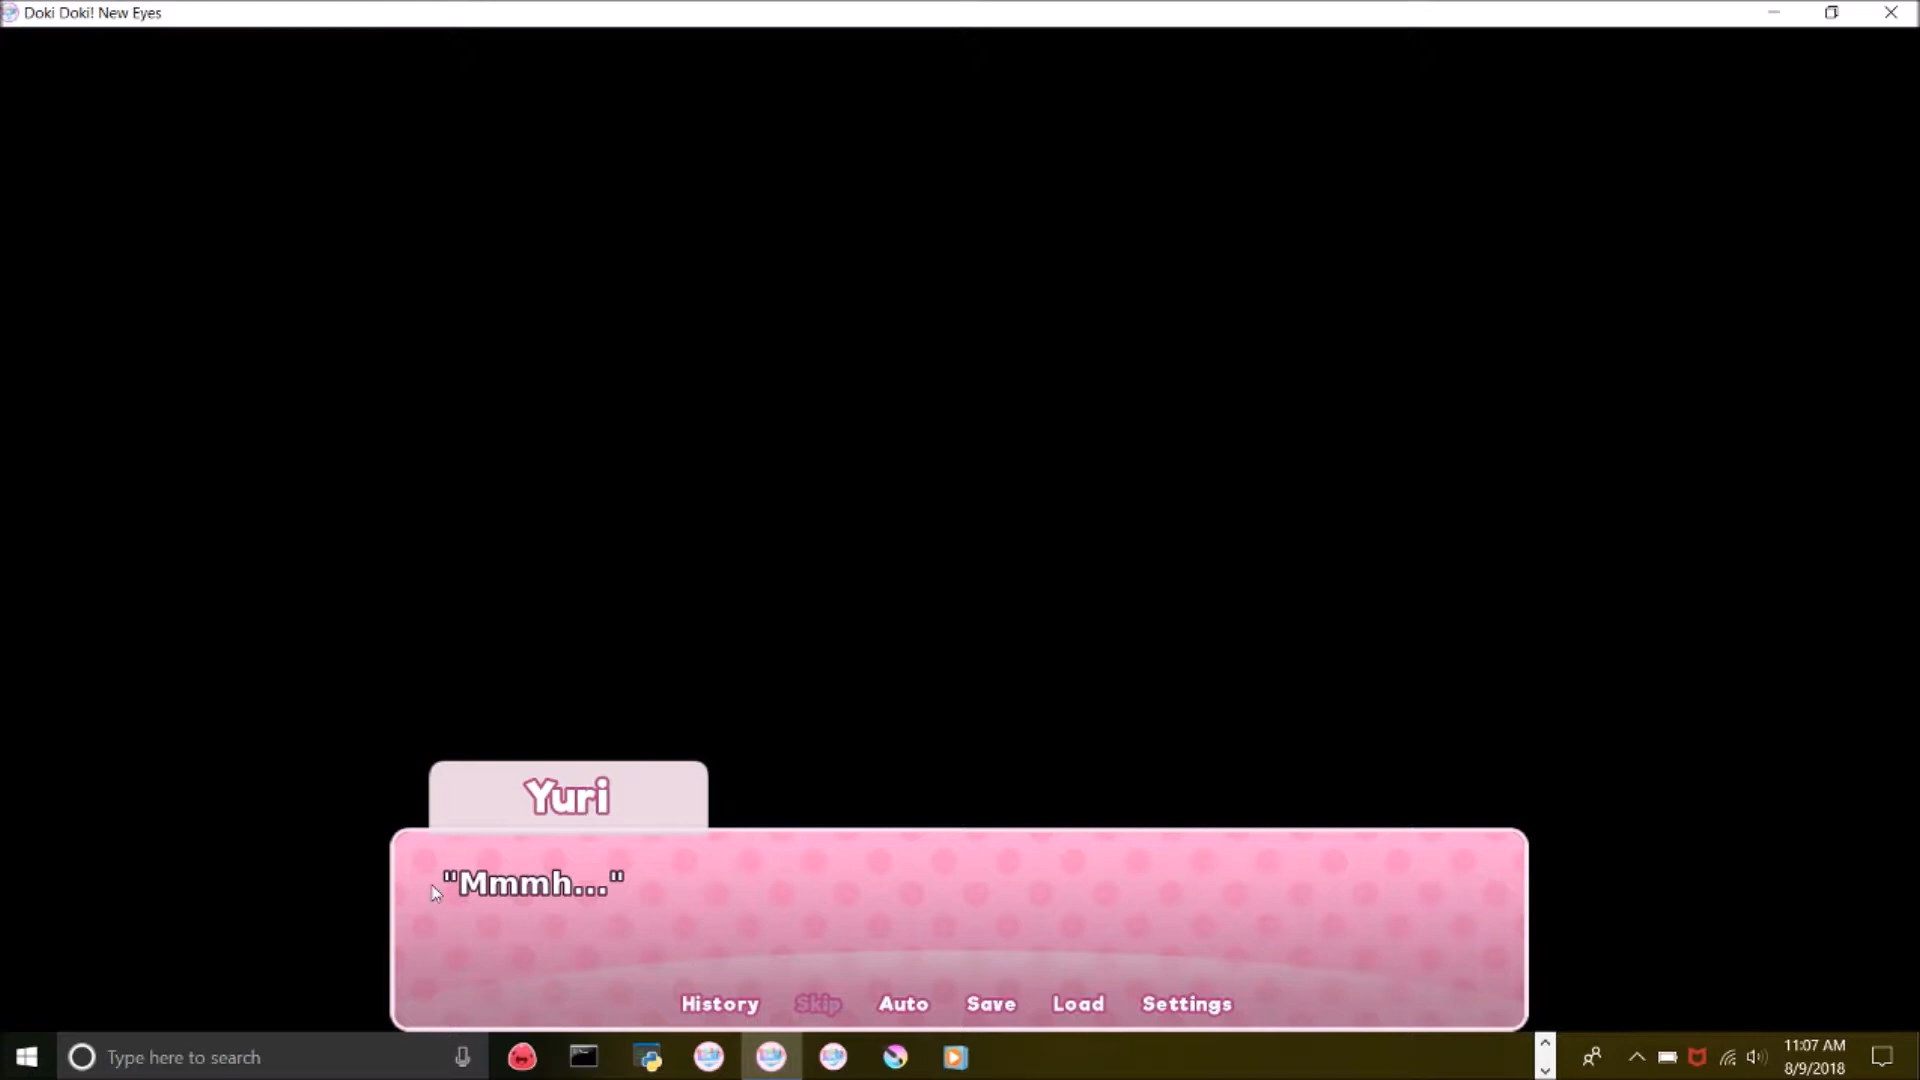 Doki Doki! New Eyes
Yuri
"Mmmh..."
History Skip Auto Save Load Settings
Type here to search
11:07 AM
8/9/2018